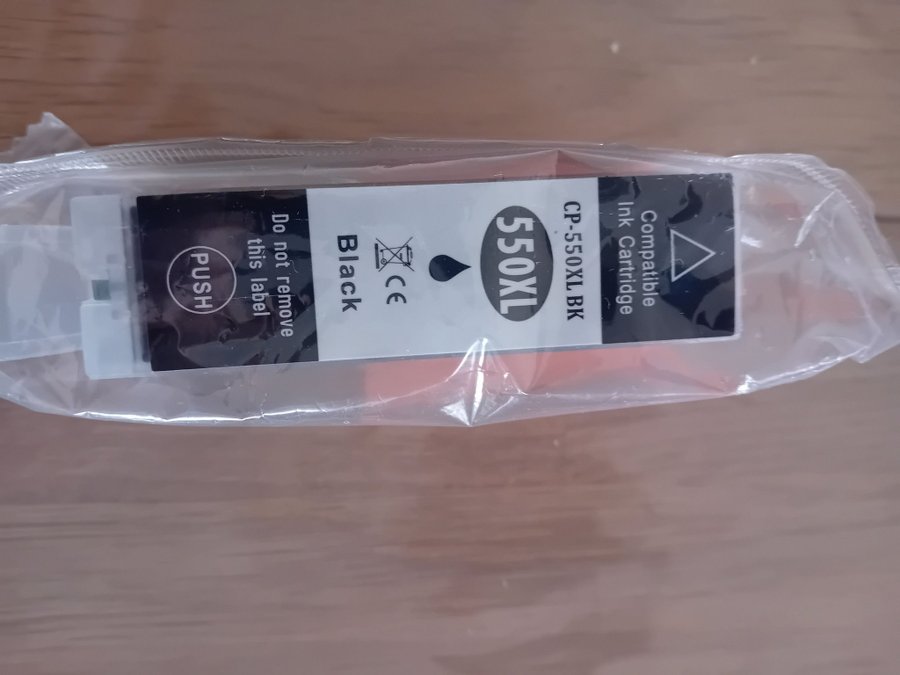 Compatible
Ink Cartridge
CP-550XL BK
550XL
CE
Black
Do not remove
this label
PUSH